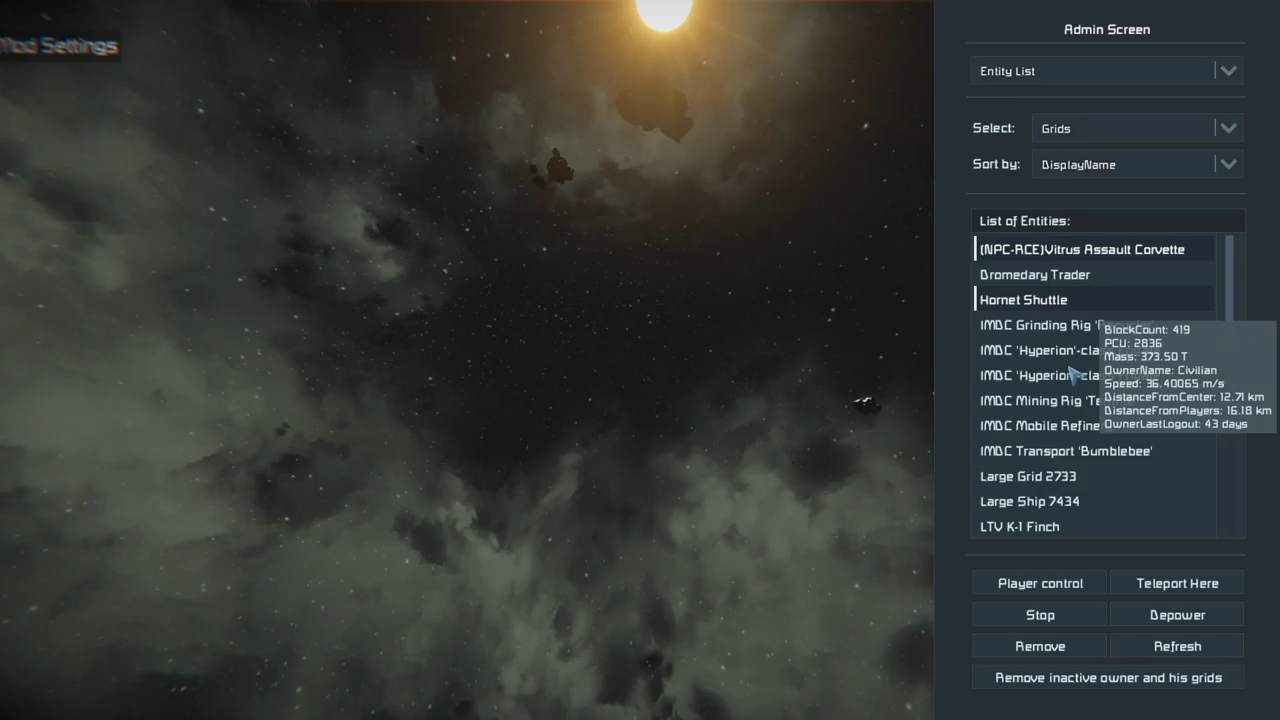 Mod Settings
Admin Screen
Entity List
Select: Grids
Sort by: DisplayName
List of Entities:
(NPC-RCE)Vitrus Assault Corvette
Dromedary Trader
Hornet Shuttle
IMDC Grinding Rig
IMDC 'Hyperion'-cla
IMDC 'Hyperion'-cla
IMDC Mining Rig
IMDC Mobile Refine
IMDC Transport 'Bumblebee'
Large Grid 2733
Large Ship 7434
LTV K-1 Finch
BlockCount: 419
PCU: 2836
Mass: 373.50 T
OwnerName: Civilian
Speed: 36.40065 m/s
DistanceFromCenter: 12.71 km
DistanceFromPlayers: 16.18 km
OwnerLastLogout: 43 days
Player control
Teleport Here
Stop
Depower
Remove
Refresh
Remove inactive owner and his grids